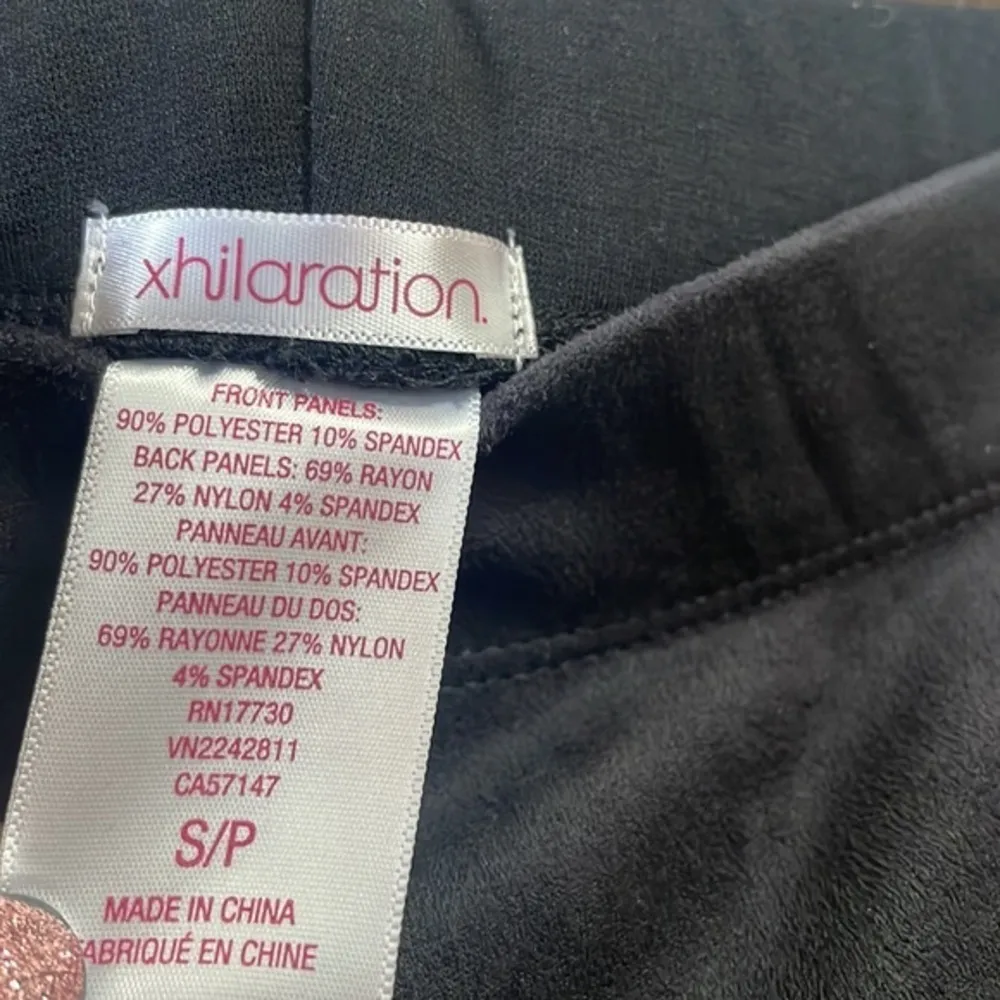 xhilaration.
FRONT PANELS:
90% POLYESTER 10% SPANDEX
BACK PANELS: 69% RAYON
27% NYLON 4% SPANDEX
PANNEAU AVANT:
90% POLYESTER 10% SPANDEX
PANNEAU DU DOS:
69% RAYONNE 27% NYLON
4% SPANDEX
RN17730
VN2242811
CA57147
S/P
MADE IN CHINA
ABRIQUÉ EN CHINE